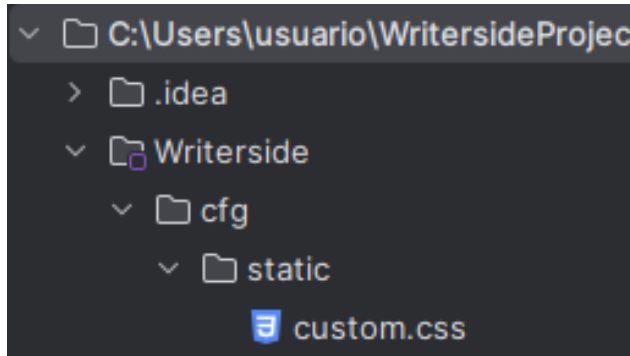 C:\Users\usuario\WritersideProjec
.idea
Writerside
cfg
static
custom.css